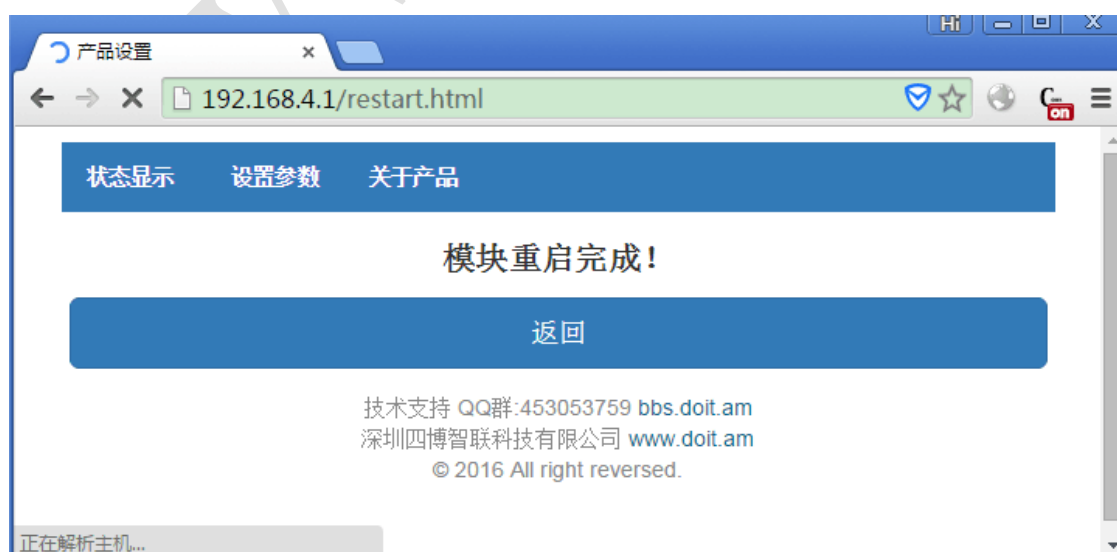 Hi
产品设置
192.168.4.1/restart.html
on
状态显示 设置参数 关于产品
模块重启完成！
返回
技术支持 QQ群:453053759 bbs.doit.am
深圳四博智联科技有限公司 www.doit.am
© 2016 All right reversed.
正在解析主机...